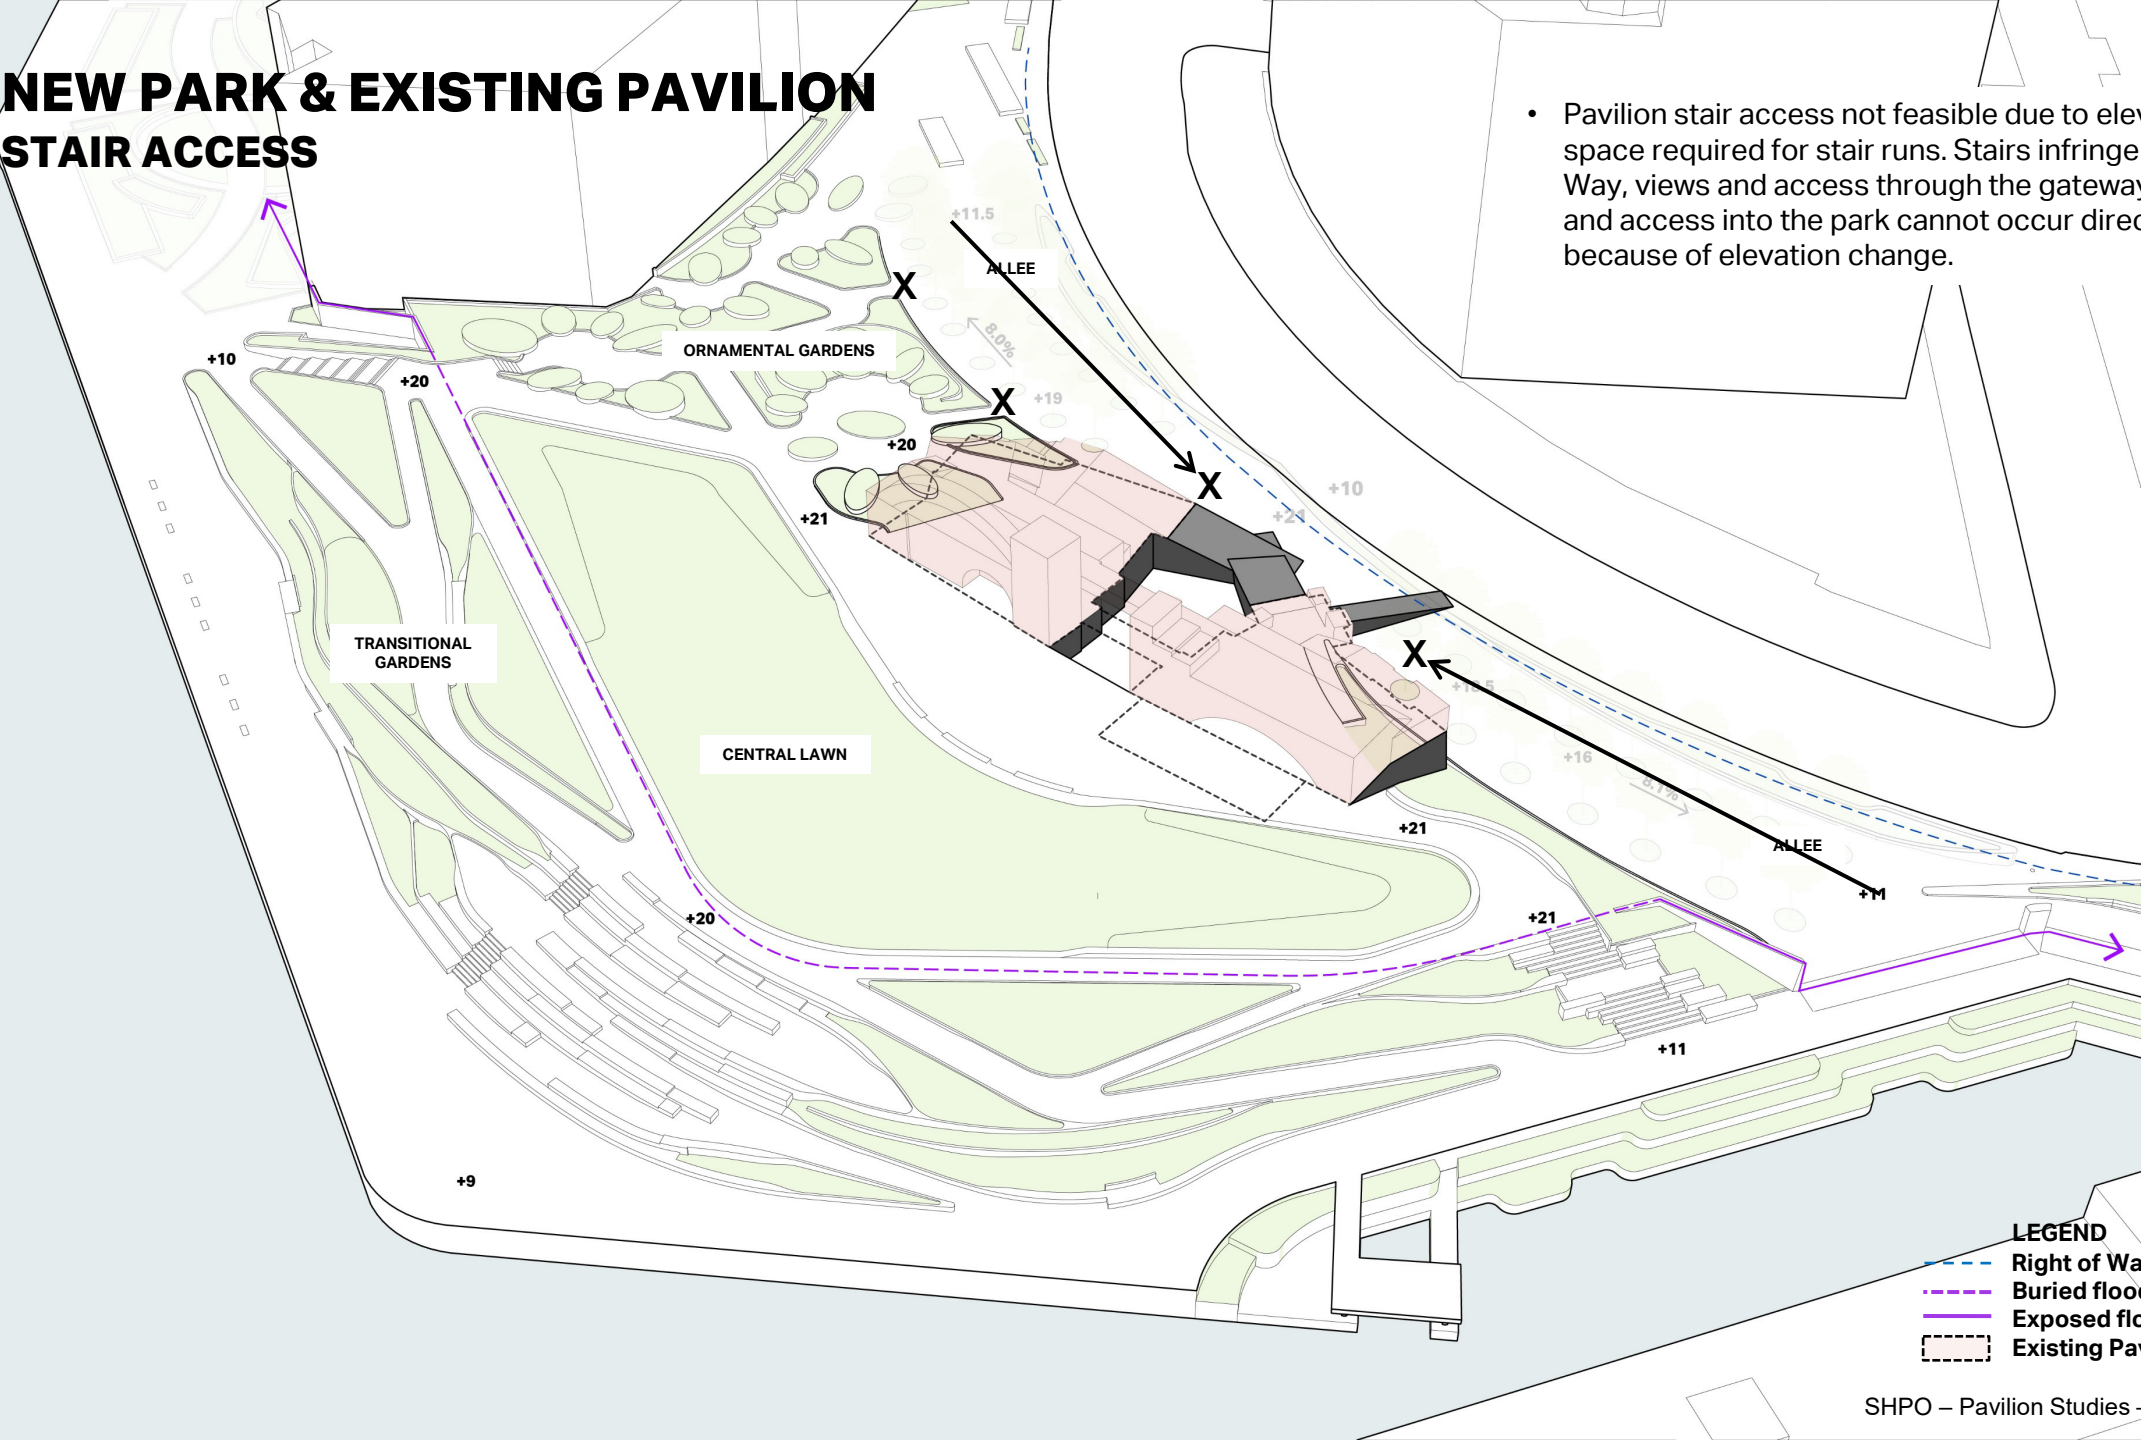 NEW PARK & EXISTING PAVILION
STAIR ACCESS
• Pavilion stair access not feasible due to elev
space required for stair runs. Stairs infringe
Way, views and access through the gateway
and access into the park cannot occur direc
because of elevation change.
+11.5
ALLEE
X
8.0%
ORNAMENTAL GARDENS
+10
+20
X
+19
+20
X
+10
+21
+21
TRANSITIONAL
GARDENS
X
CENTRAL LAWN
+16
8.1%
+21
ALLEE
+11
+20
+21
+11
+9
LEGEND
Right of Wa
Buried flood
Exposed flo
Existing Pav
SHPO – Pavilion Studies -